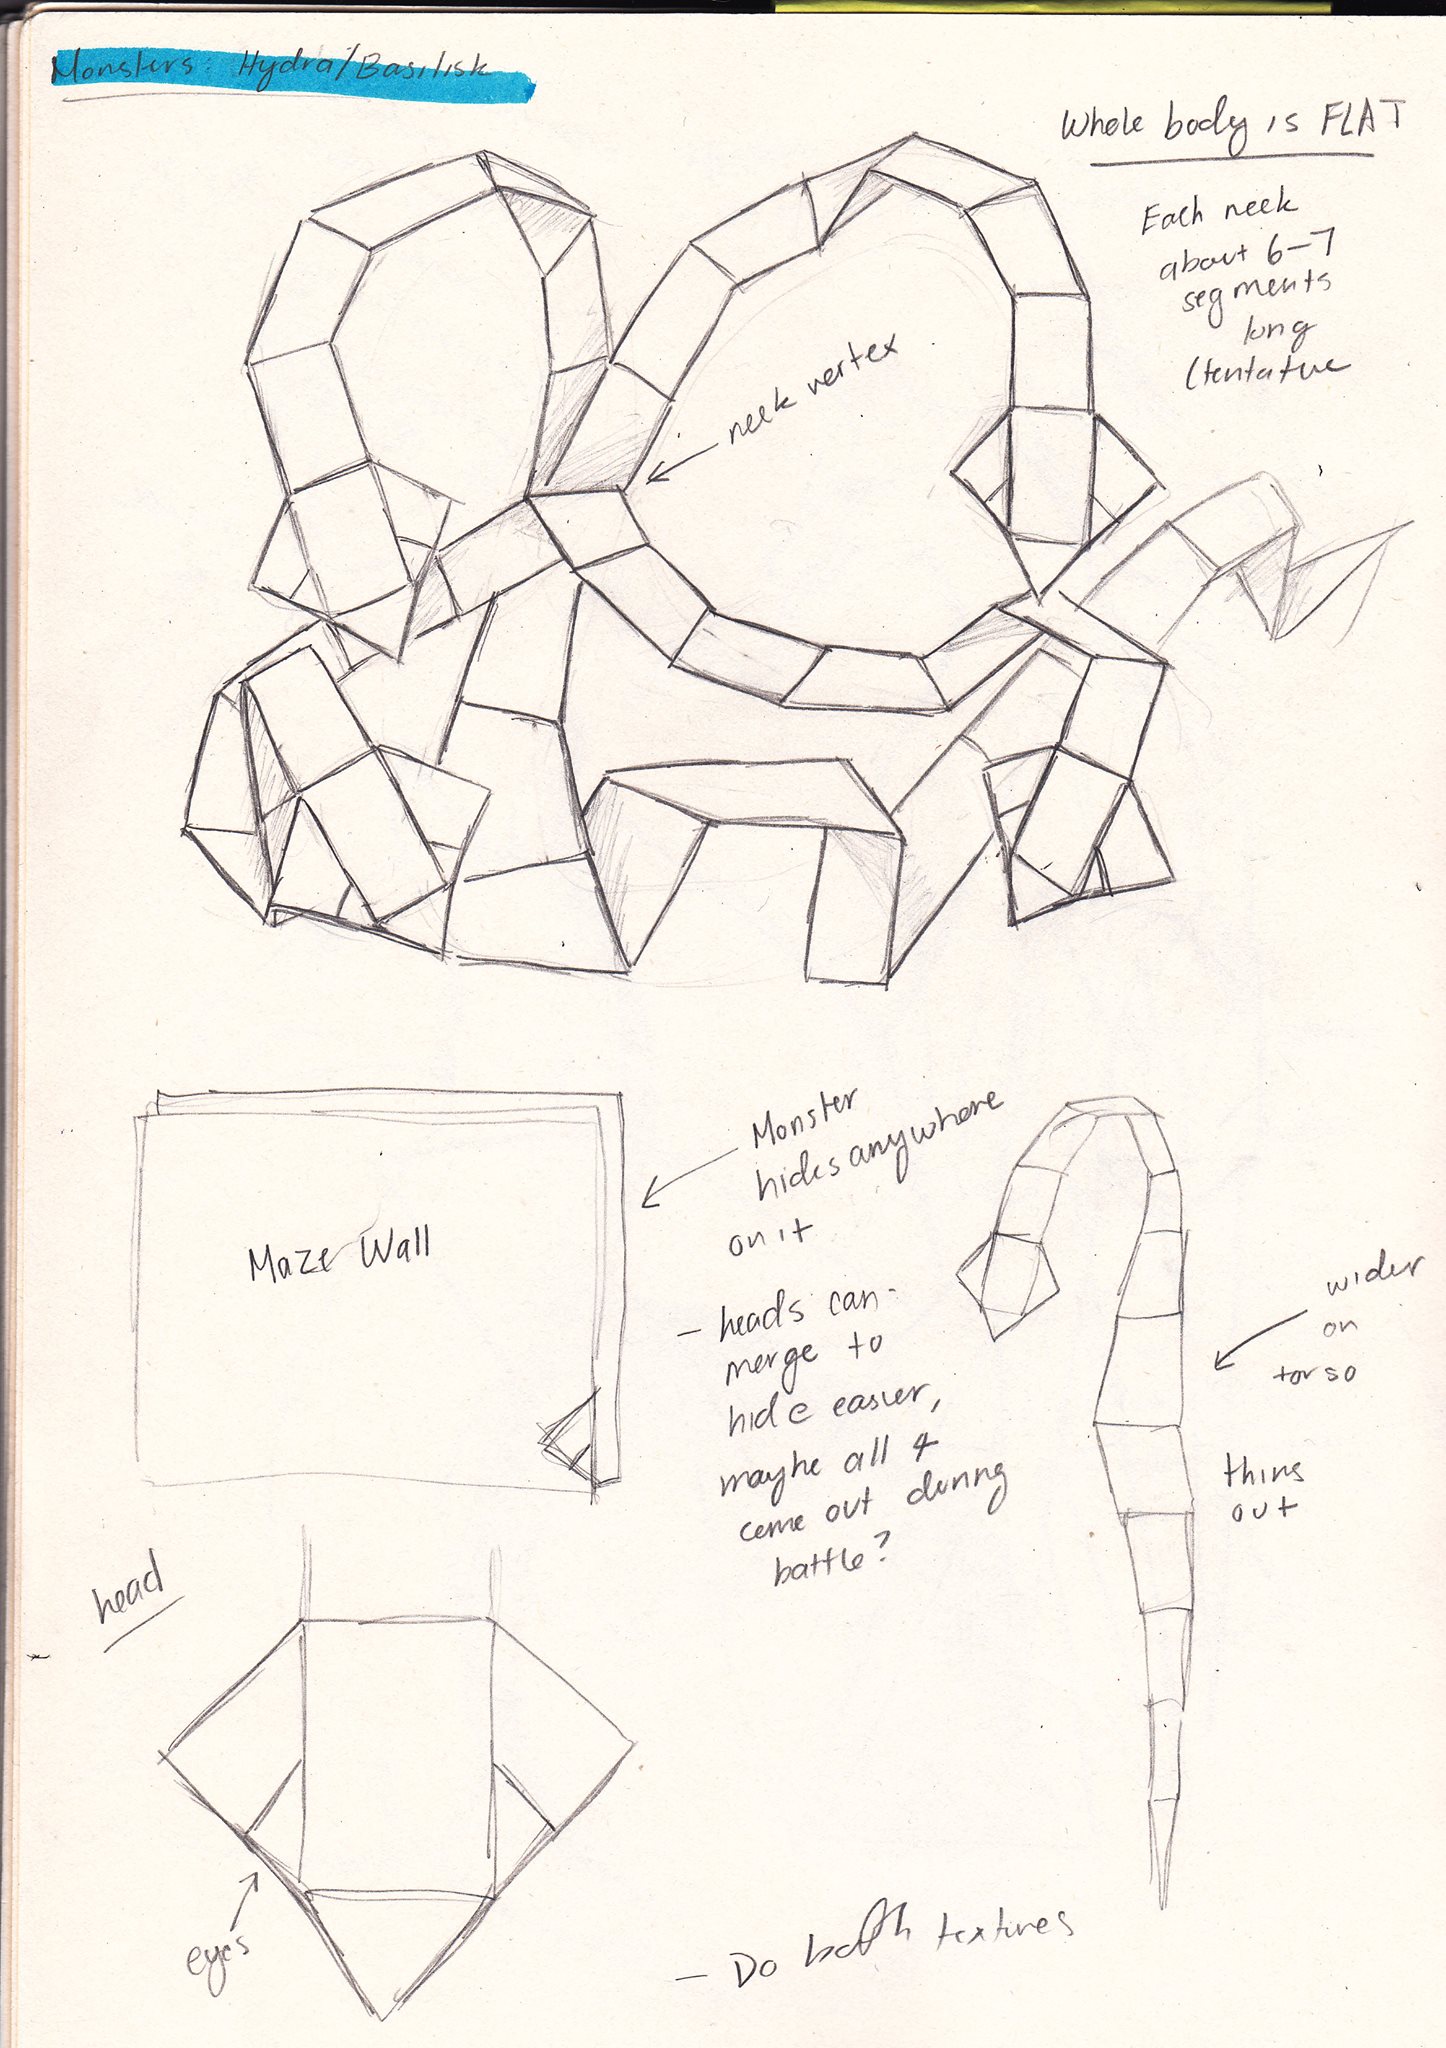 Monsters: Hydra/Basilisk
Whole body is FLAT
Each neck
about 6-7
segments
long
(tentative
neck vertex
Monster
hides anywhere
on it
Maze Wall
- heads can
merge to
hide easier,
maybe all 4
come out during
battle?
wider
on
torso
thins
out
head
eyes
- Do both textures